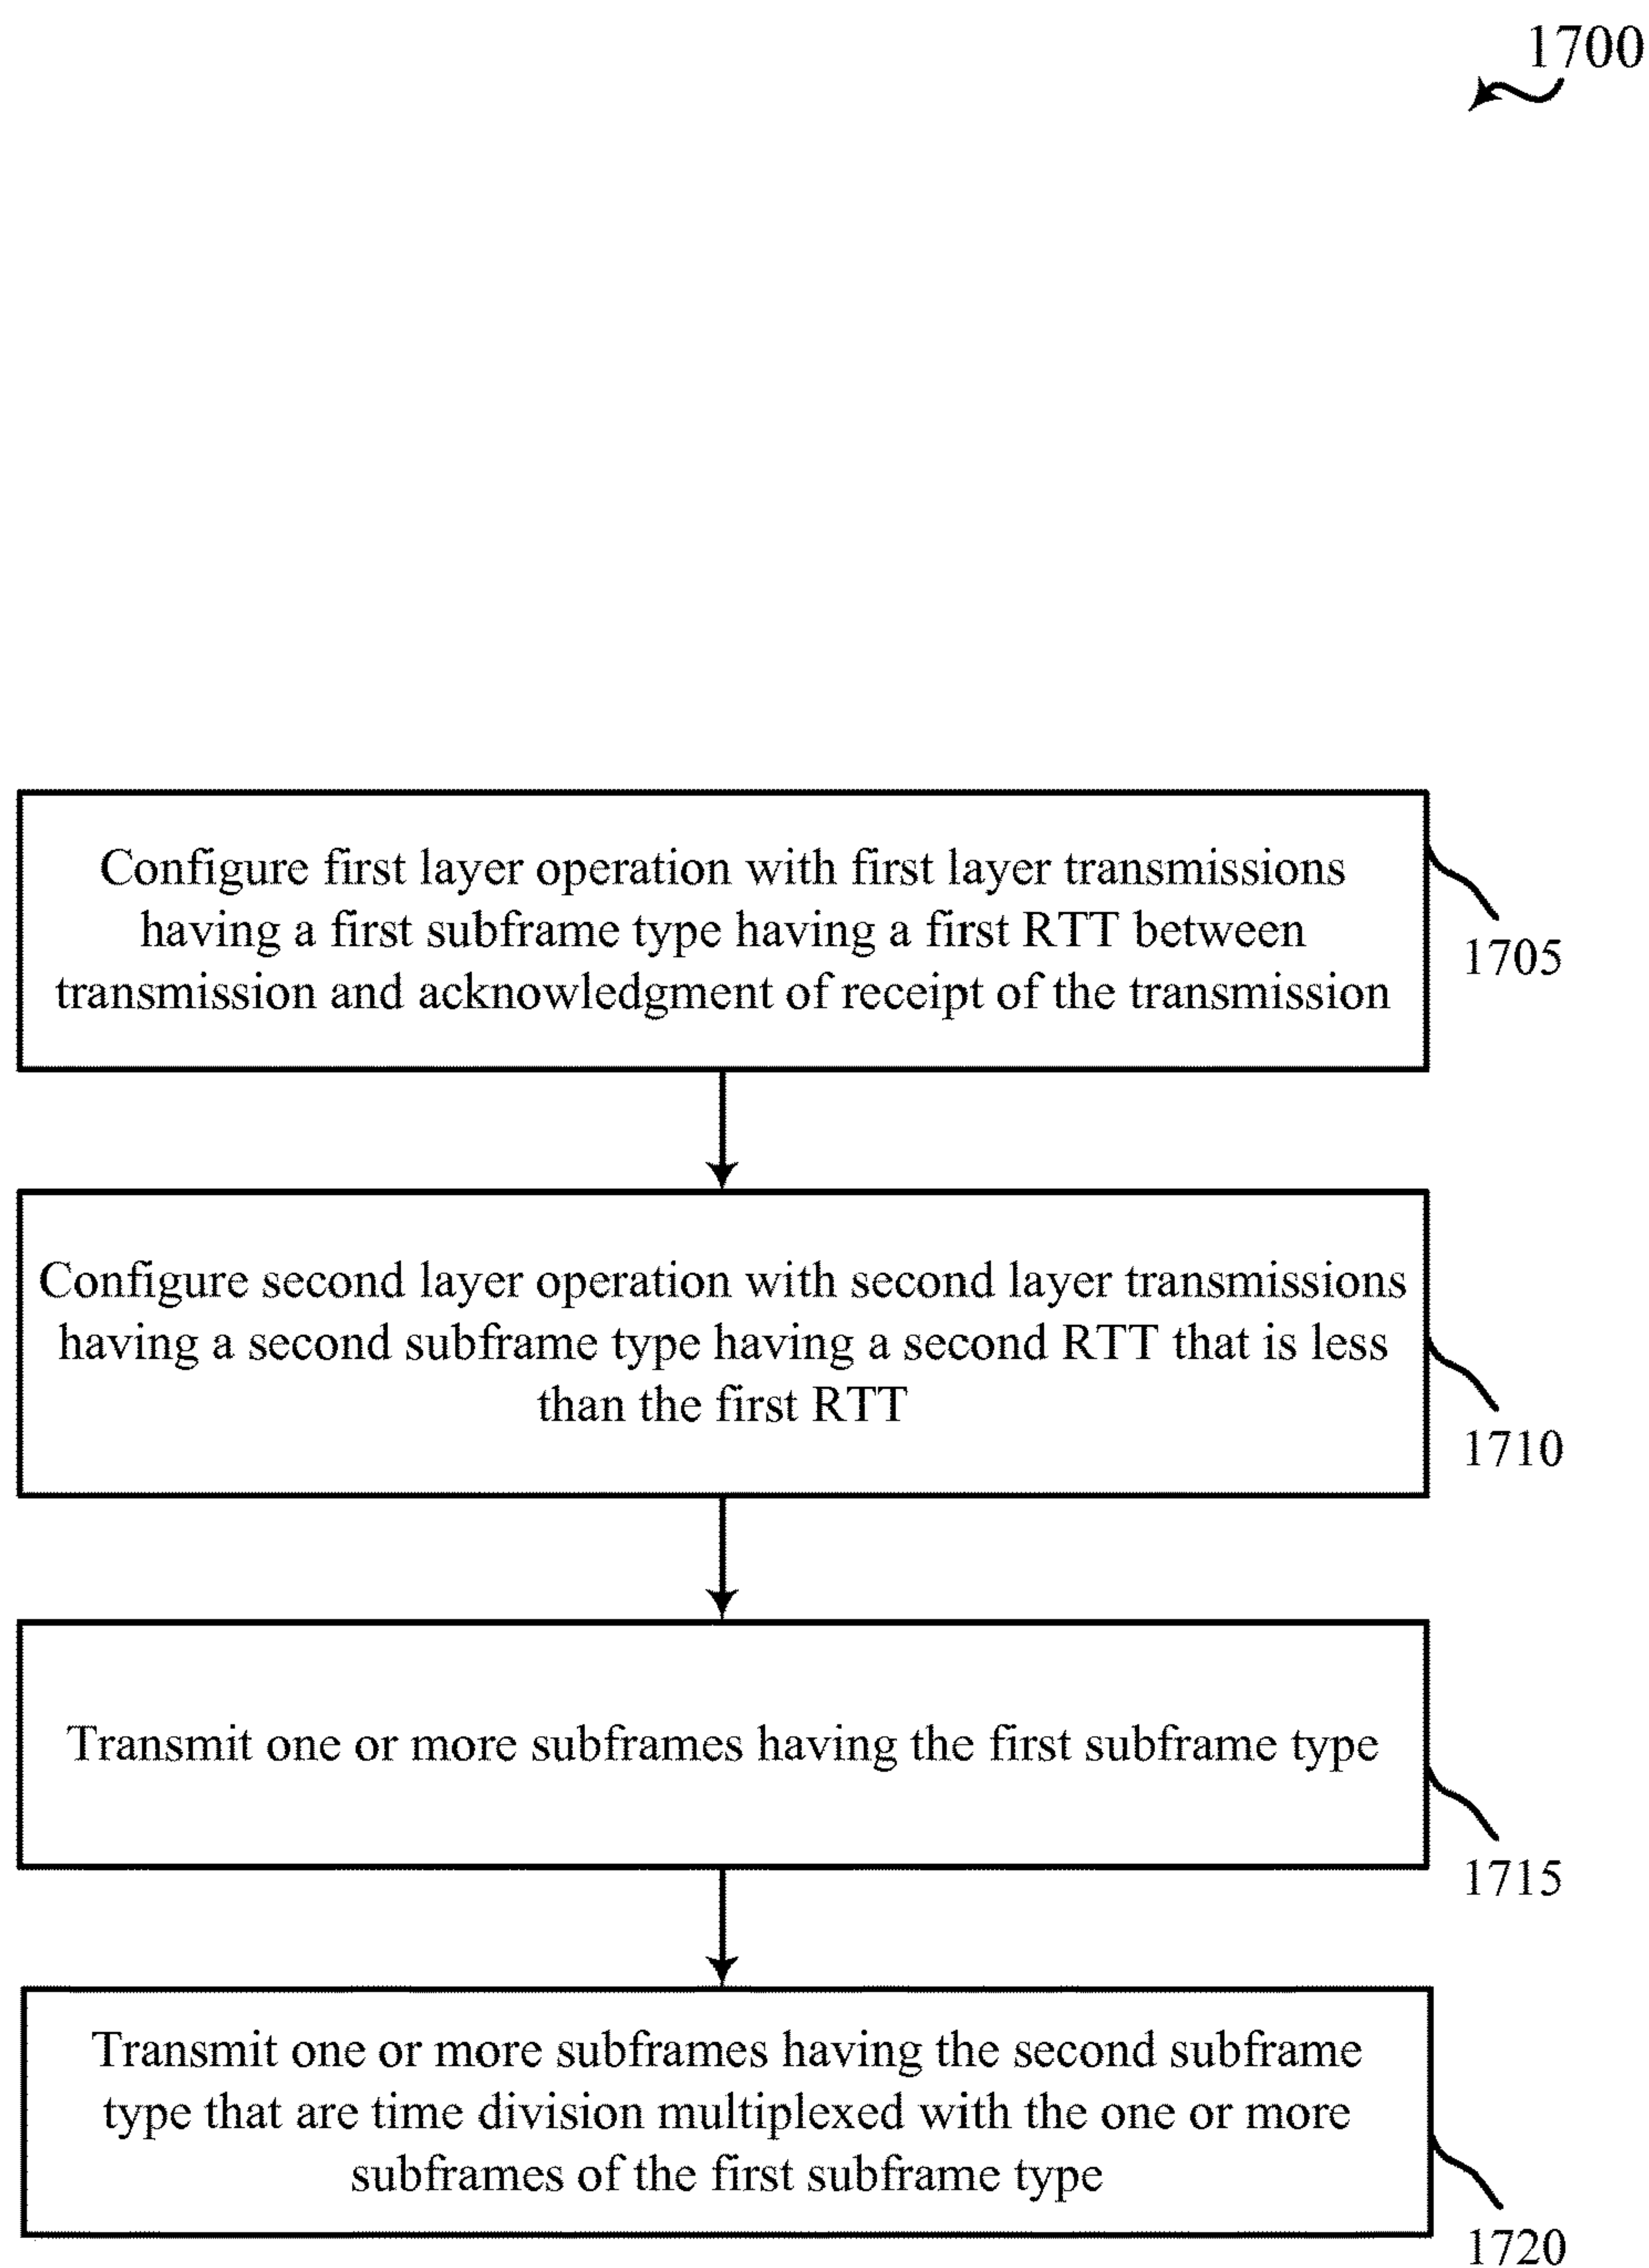 1700
Configure first layer operation with first layer transmissions
having a first subframe type having a first RTT between
transmission and acknowledgment of receipt of the transmission
1705
Configure second layer operation with second layer transmissions
having a second subframe type having a second RTT that is less
than the first RTT
1710
Transmit one or more subframes having the first subframe type
1715
Transmit one or more subframes having the second subframe
type that are time division multiplexed with the one or more
subframes of the first subframe type
1720